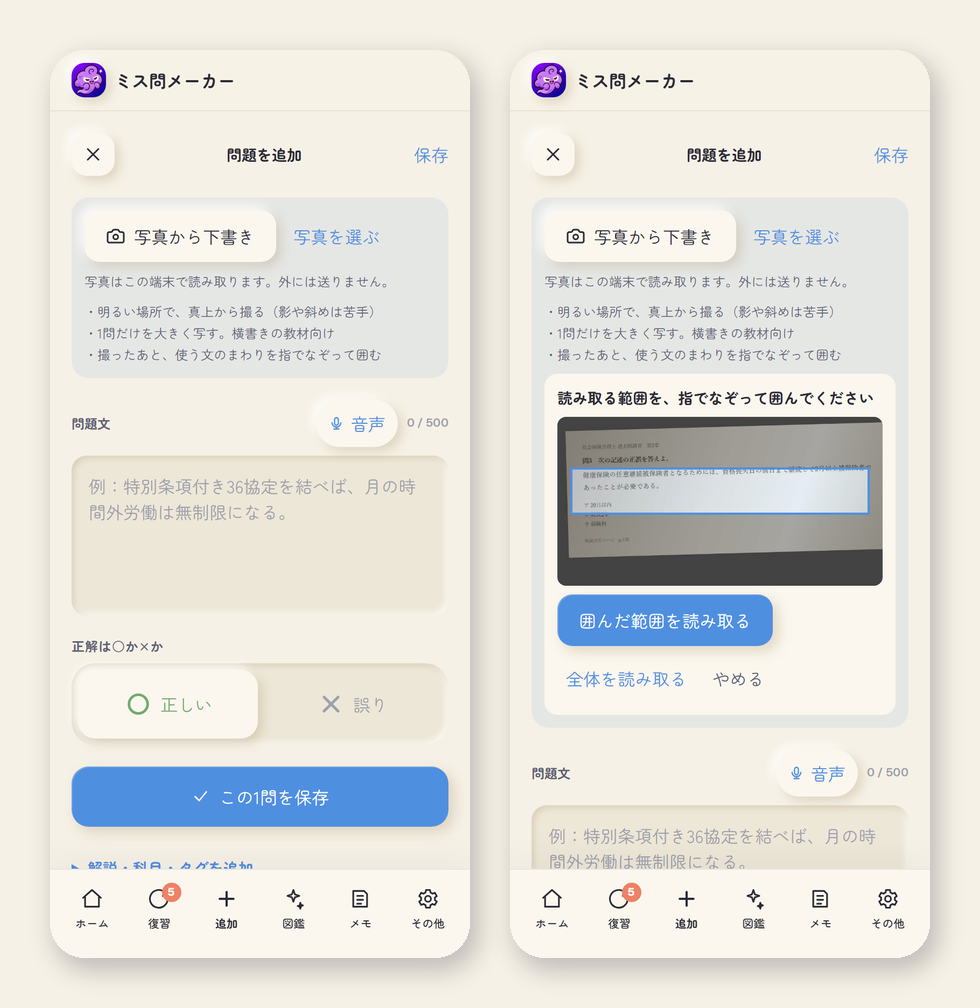 ミス問メーカー
問題を追加
保存
写真から下書き
写真を選ぶ
写真はこの端末で読み取ります。外には送りません。
・明るい場所で、真上から撮る（影や斜めは苦手）
・1問だけを大きく写す。横書きの教材向け
・撮ったあと、使う文のまわりを指でなぞって囲む
問題文
音声
0 / 500
例：特別条項付き36協定を結べば、月の時
間外労働は無制限になる。
正解は○か×か
正しい
誤り
この1問を保存
解説・科目・タグを追加
ホーム
復習
5
追加
図鑑
メモ
その他
ミス問メーカー
問題を追加
保存
写真から下書き
写真を選ぶ
写真はこの端末で読み取ります。外には送りません。
・明るい場所で、真上から撮る（影や斜めは苦手）
・1問だけを大きく写す。横書きの教材向け
・撮ったあと、使う文のまわりを指でなぞって囲む
読み取る範囲を、指でなぞって囲んでください
次の記述の正誤を答えよ。
あったことが必要である。
囲んだ範囲を読み取る
全体を読み取る
やめる
問題文
音声
0 / 500
例：特別条項付き36協定を結べば、月の時
間外労働は無制限になる。
ホーム
復習
5
追加
図鑑
メモ
その他